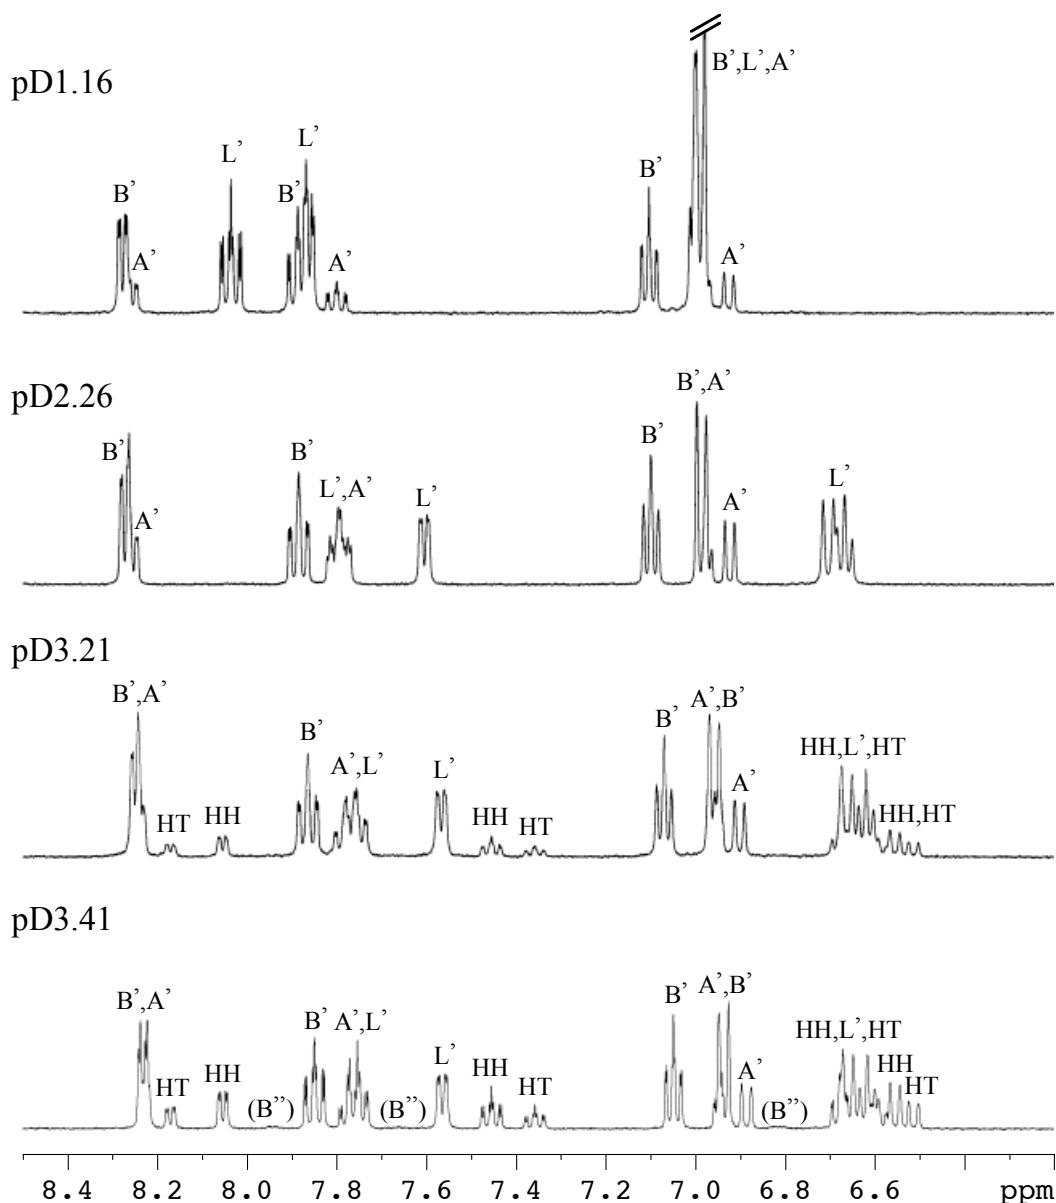 pD1.16
B’
A’
L’
B’
L’
A’
B’
B’,L’,A’
A’
pD2.26
B’
A’
B’
L’,A’
L’
B’
B’,A’
A’
L’
pD3.21
B’,A’
HT
HH
B’
A’,L’
L’
HH
HT
B’
A’,B’
A’
HH,L’,HT
HH,HT
pD3.41
B’,A’
HT
HH
(B’’)
B’
A’,L’
(B’’)
L’
HH
HT
B’
A’,B’
A’
(B’’)
HH,L’,HT
HH
HT
8.4 8.2 8.0 7.8 7.6 7.4 7.2 7.0 6.8 6.6 ppm